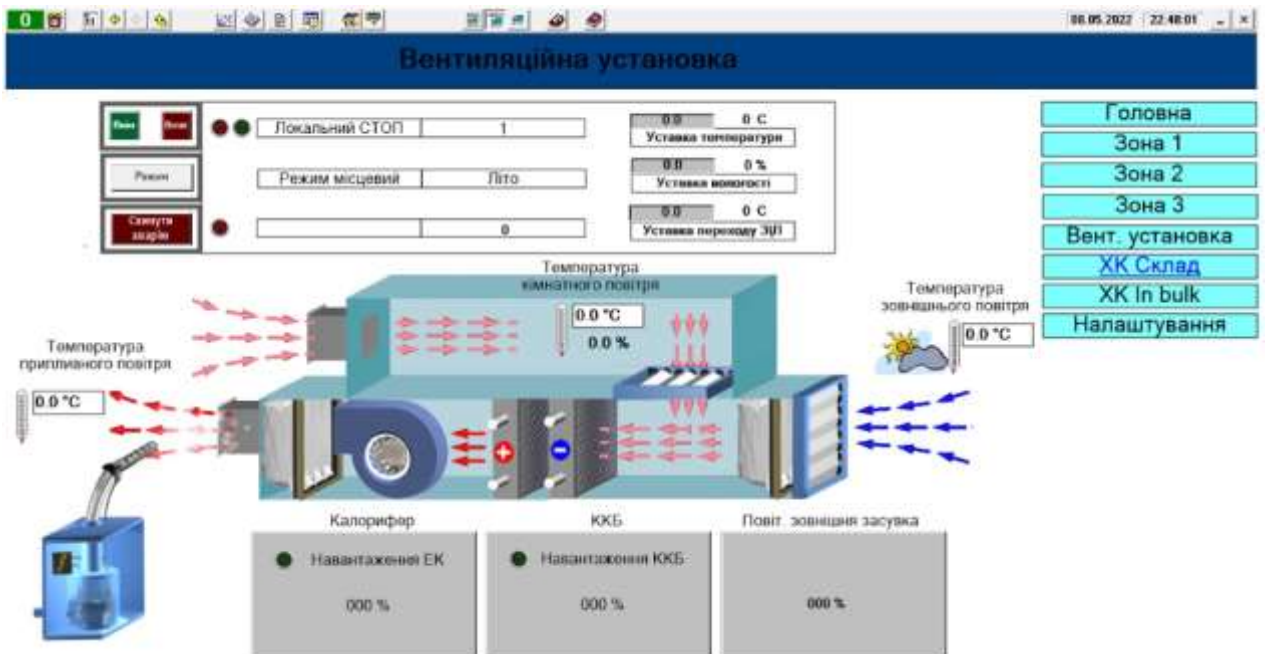 0
08.05.2022 22:48:01
Вентиляційна установка
Локальний СТОП 1
0.0 0 C
Уставка температури
Режим
Режим місцевий Літо
0.0 0 %
Уставка вологості
Скинути
аварію
0
0.0 0 C
Уставка переходу З\Л
Головна
Зона 1
Зона 2
Зона 3
Вент. установка
ХК Склад
ХК In bulk
Налаштування
Температура
кімнатного повітря
0.0 °C
0.0 %
Температура
зовнішнього повітря
0.0 °C
Температура
припливного повітря
0.0 °C
Калорифер
ККБ
Повіт. зовнішня засувка
Навантаження ЕК
000 %
Навантаження ККБ
000 %
000 %